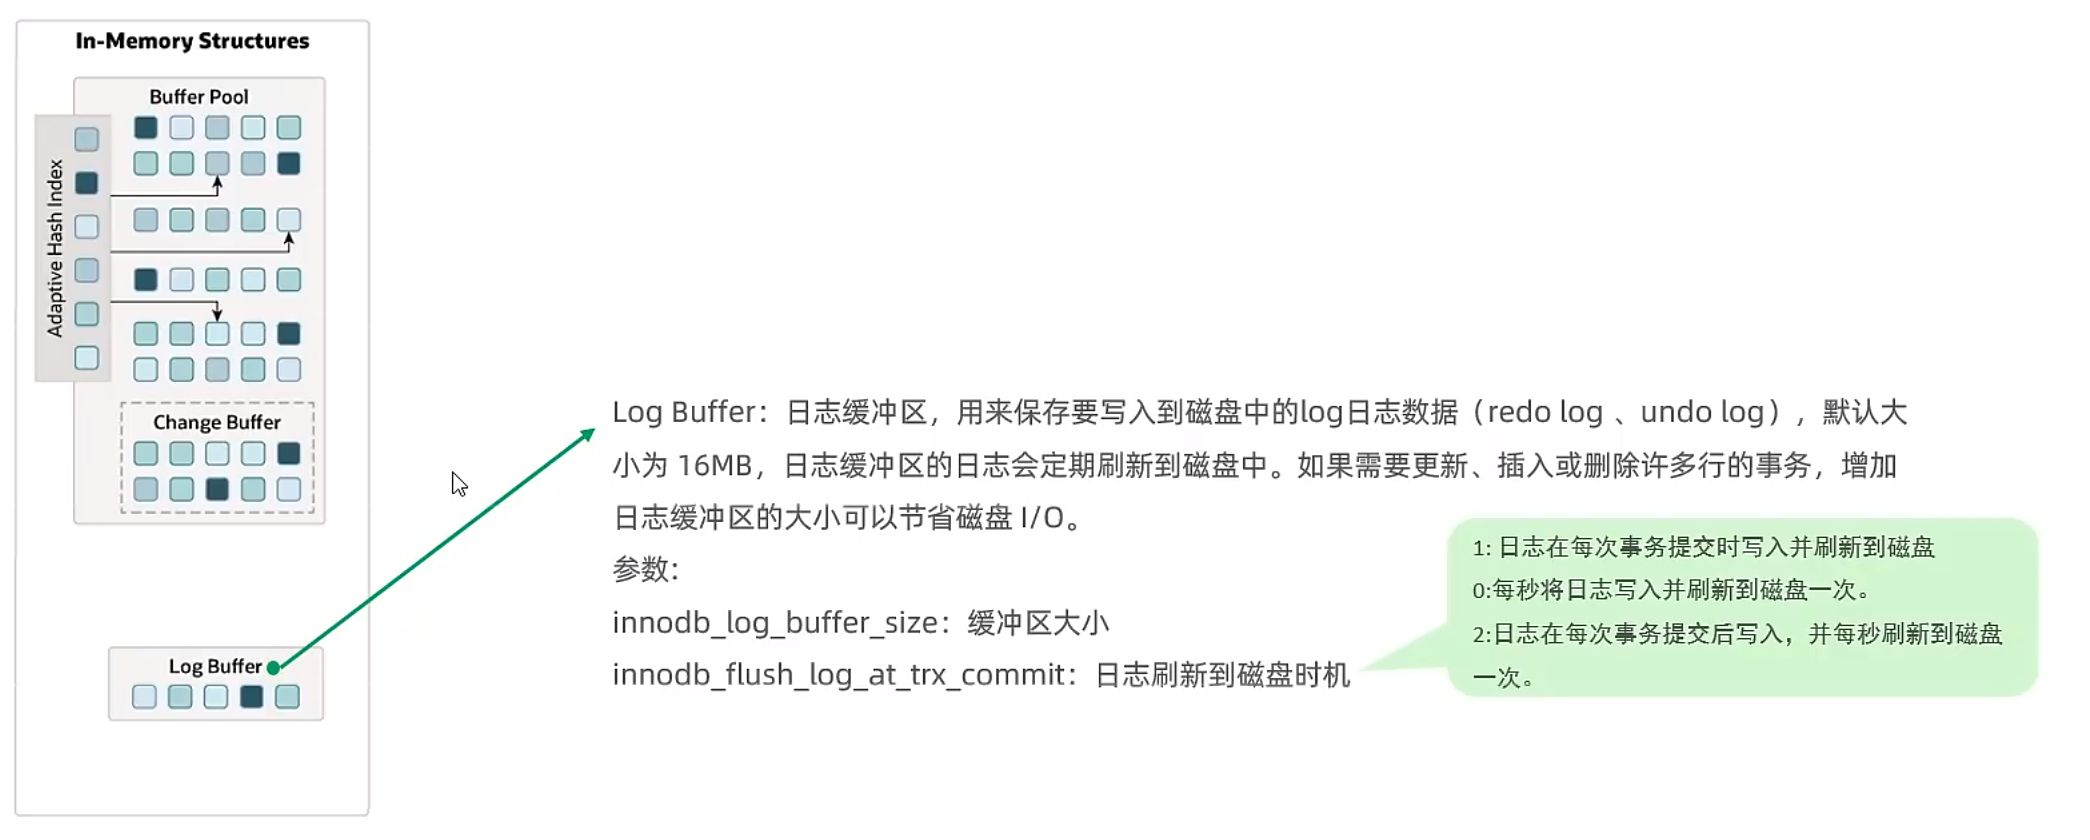 In-Memory Structures
Buffer Pool
Adaptive Hash Index
Change Buffer
Log Buffer
Log Buffer：日志缓冲区，用来保存要写入到磁盘中的log日志数据（redo log 、undo log），默认大
小为 16MB，日志缓冲区的日志会定期刷新到磁盘中。如果需要更新、插入或删除许多行的事务，增加
日志缓冲区的大小可以节省磁盘 I/O。
参数:
innodb_log_buffer_size：缓冲区大小
innodb_flush_log_at_trx_commit：日志刷新到磁盘时机
1: 日志在每次事务提交时写入并刷新到磁盘
0:每秒将日志写入并刷新到磁盘一次。
2:日志在每次事务提交后写入，并每秒刷新到磁盘
一次。